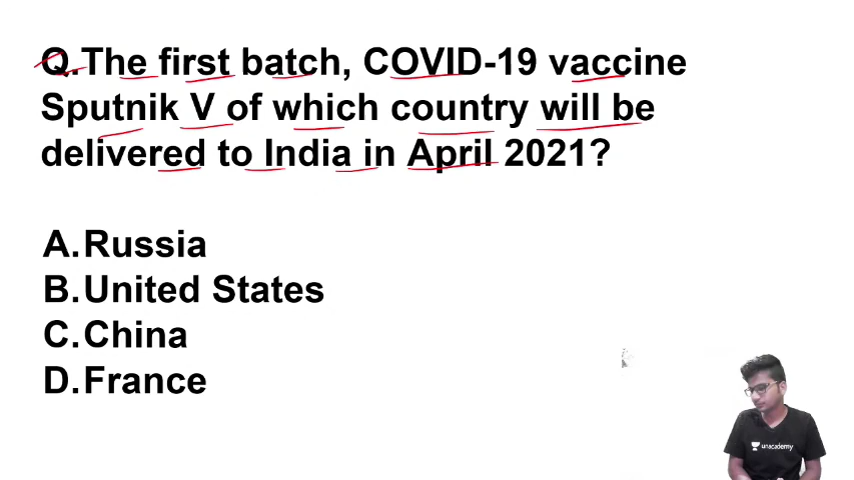 Q.The first batch, COVID-19 vaccine
Sputnik V of which country will be
delivered to India in April 2021?
A.Russia
B.United States
C.China
D.France
unacademy